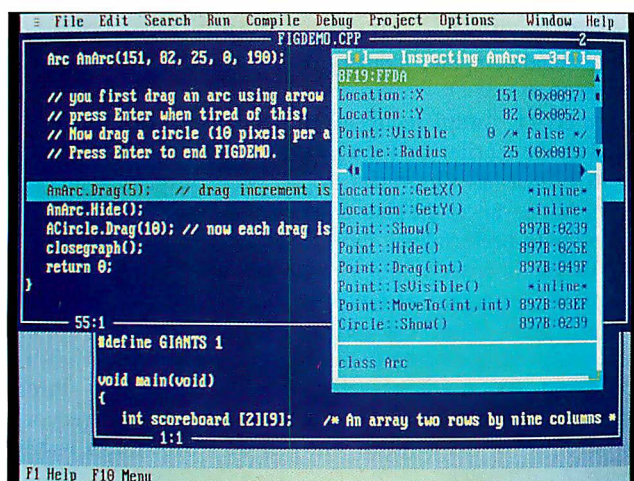 ≡ File Edit Search Run Compile Debug Project Options Window Help
FIGDEMO.CPP 2
Arc AnArc(151, 82, 25, 0, 190);
// you first drag an arc using arrow
// press Enter when tired of this!
// Now drag a circle (10 pixels per a
// Press Enter to end FIGDEMO.
AnArc.Drag(5); // drag increment is
AnArc.Hide();
ACircle.Drag(10); // now each drag is
closegraph();
return 0;
}
55:1
Inspecting AnArc 3
8F19:FFDA
Location::X 151 (0x0097)
Location::Y 82 (0x0052)
Point::Visible 0 /* false */
Circle::Radius 25 (0x0019)
Location::GetX() *inline*
Location::GetY() *inline*
Point::Show() 897B:0239
Point::Hide() 897B:025E
Point::Drag(int) 897B:049F
Point::IsVisible() *inline*
Point::MoveTo(int,int) 897B:03EF
Circle::Show() 897B:0239
class Arc
#define GIANTS 1
void main(void)
{
int scoreboard [2][9]; /* An array two rows by nine columns *
1:1
F1 Help F10 Menu